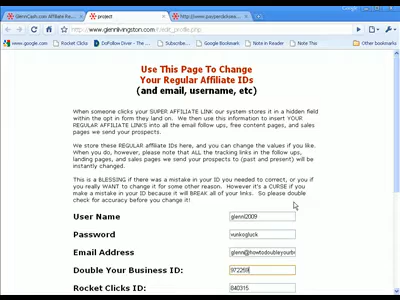 GlenniCash.com Affiliate Re...
project
http://www.payperclicksea...
Google
http://www.glennlivingston.com/l/edit_profile.php
www.google.com
Rocket Clicks
DoFollow Diver - The ...
Subscribe...
Google Bookmark
Note in Reader
Note This
Other bookmarks
Use This Page To Change
Your Regular Affiliate IDs
(and email, username, etc)
When someone clicks your SUPER AFFILIATE LINK our system stores it in a hidden field
within the opt in form they land on. We then use this information to insert YOUR
REGULAR AFFILIATE LINKS into all the email follow ups, free content pages, and sales
pages we send your prospects.
We store these REGULAR affiliate IDs here, and you can change the values if you like.
When you do, however, please note that ALL the tracking links in the follow ups,
landing pages, and sales pages we send your prospects to (past and present) will be
instantly changed.
This is a BLESSING if there was a mistake in your ID you needed to correct, or you if
you really WANT to change it for some other reason. However it's a CURSE if you
make a mistake in your ID because it will BREAK all of your links. So please double
check for accuracy before you change it!
User Name
glennl2009
Password
vunkogluck
Email Address
glenn@howtodoubleyourb
Double Your Business ID:
972269
Rocket Clicks ID:
040315